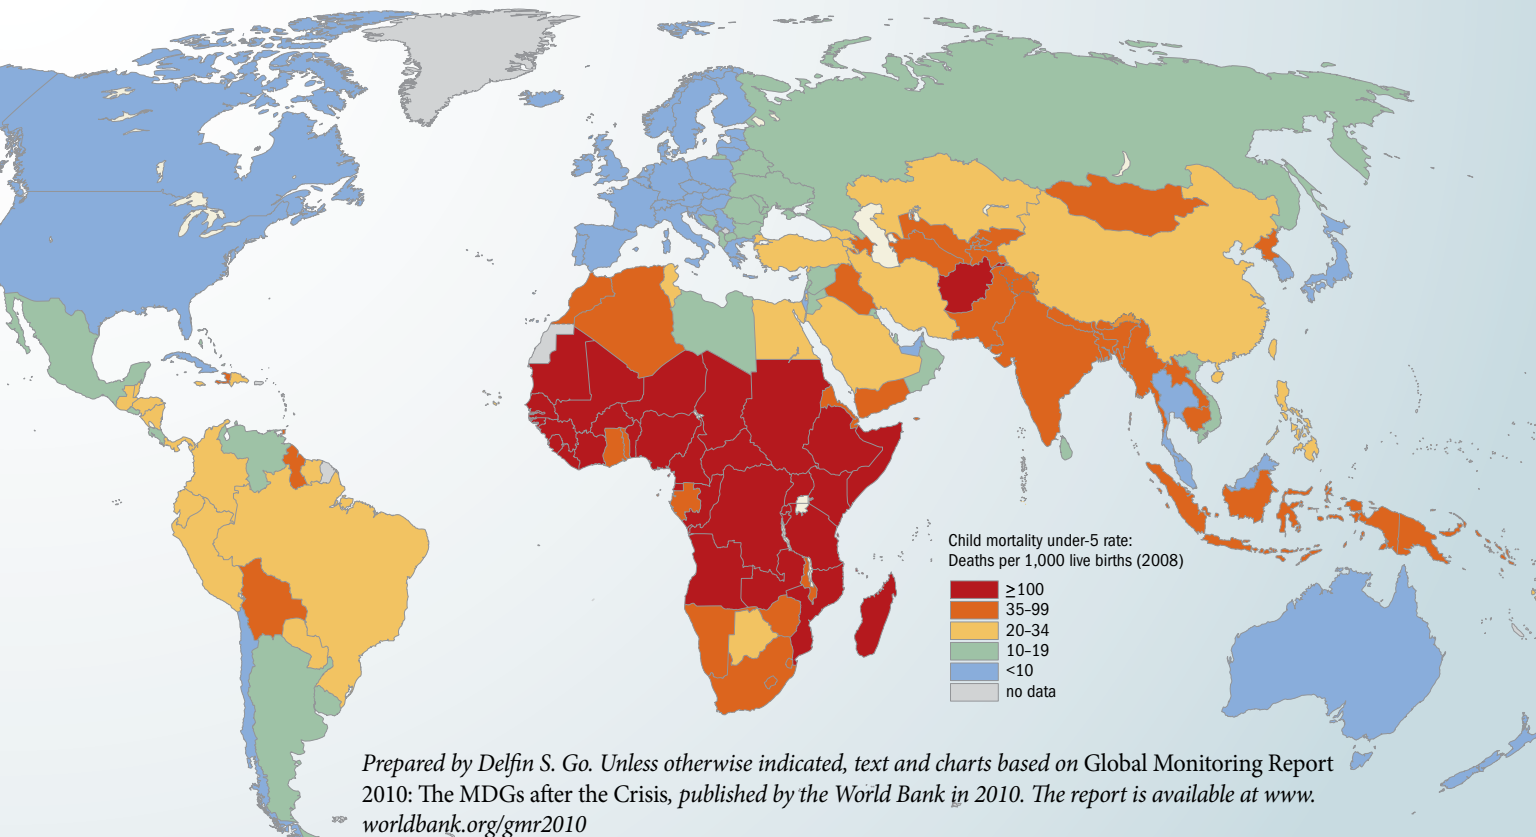 Child mortality under-5 rate:
Deaths per 1,000 live births (2008)
≥100
35–99
20–34
10–19
<10
no data
Prepared by Delfin S. Go. Unless otherwise indicated, text and charts based on Global Monitoring Report
2010: The MDGs after the Crisis, published by the World Bank in 2010. The report is available at www.
worldbank.org/gmr2010